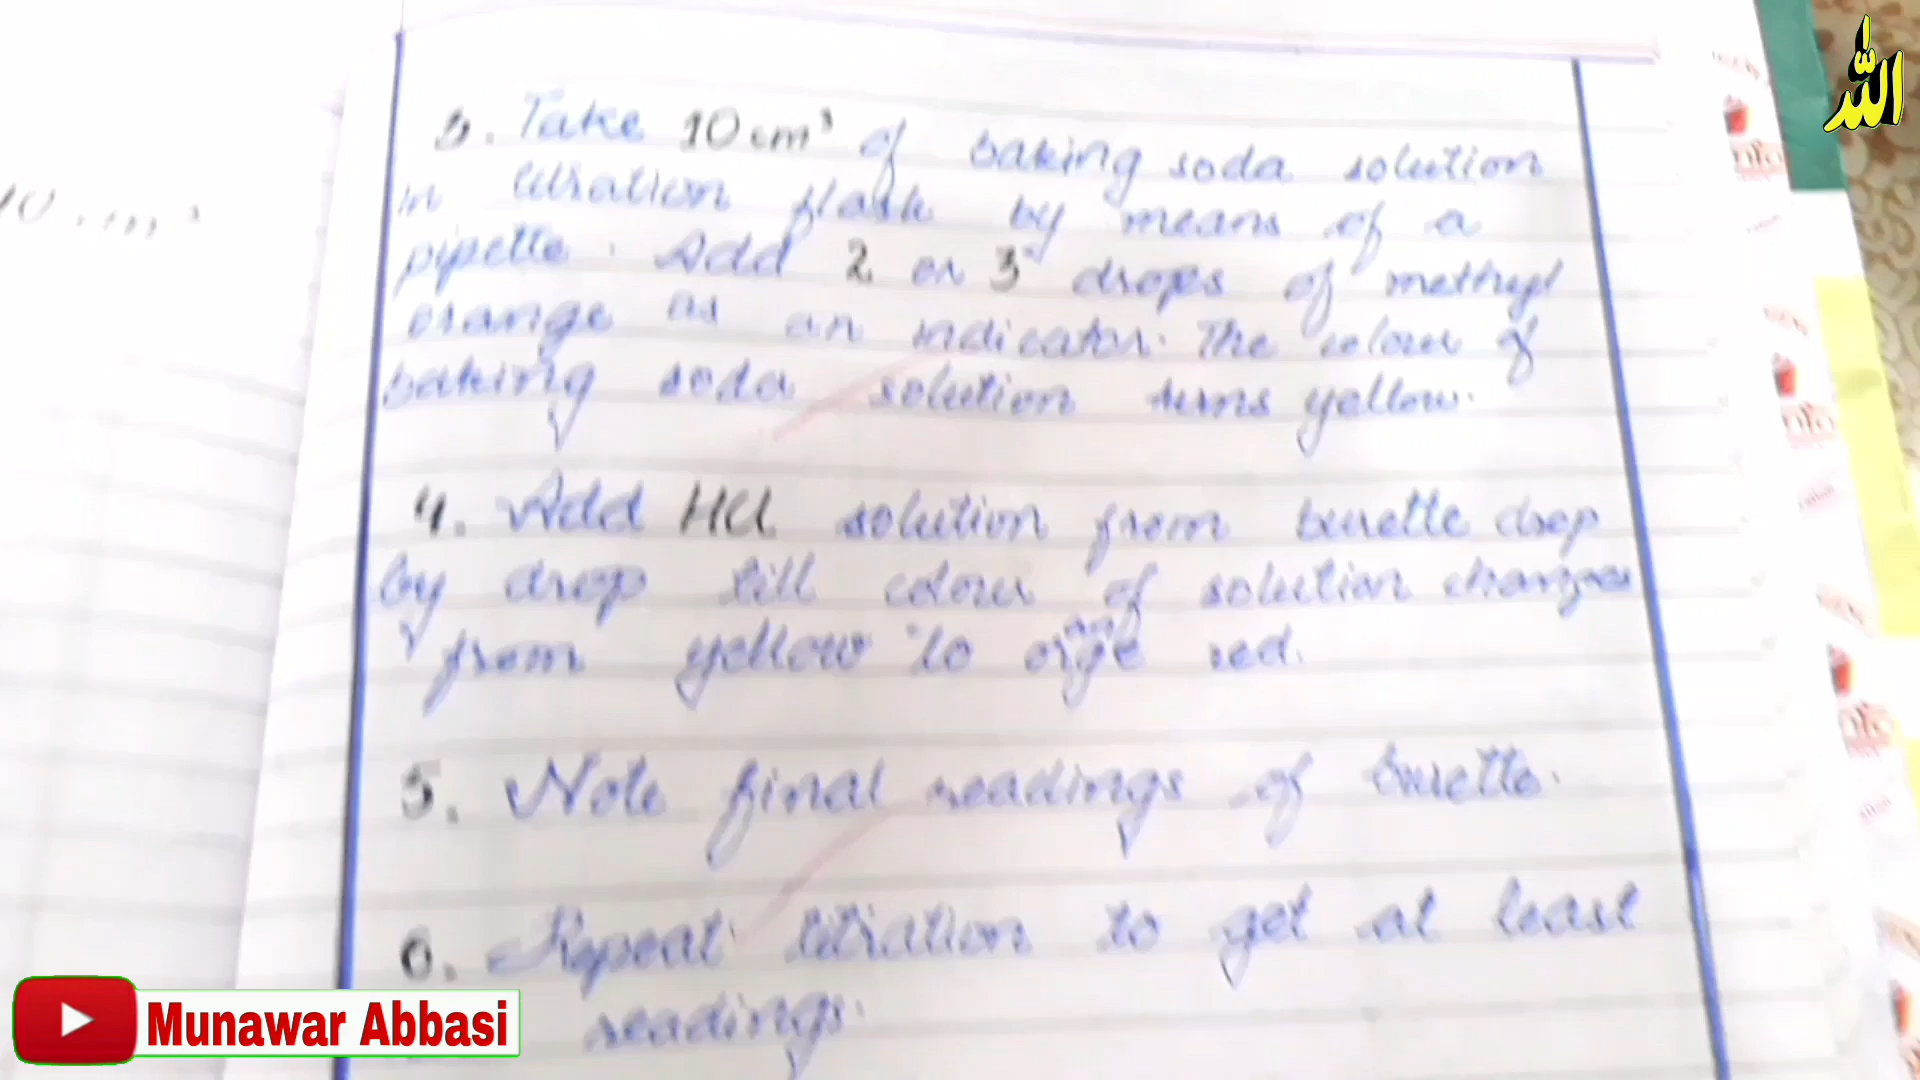 10 cm³
3. Take 10 cm³ of baking soda solution
in titration flask by means of a
pipette. Add 2 or 3 drops of methyl
orange as an indicator. The colour of
baking soda solution turns yellow.
4. Add HCl solution from burette drop
by drop till colour of solution changes
from yellow to orange red.
5. Note final readings of burette.
6. Repeat titration to get at least
readings.
Munawar Abbasi
الله